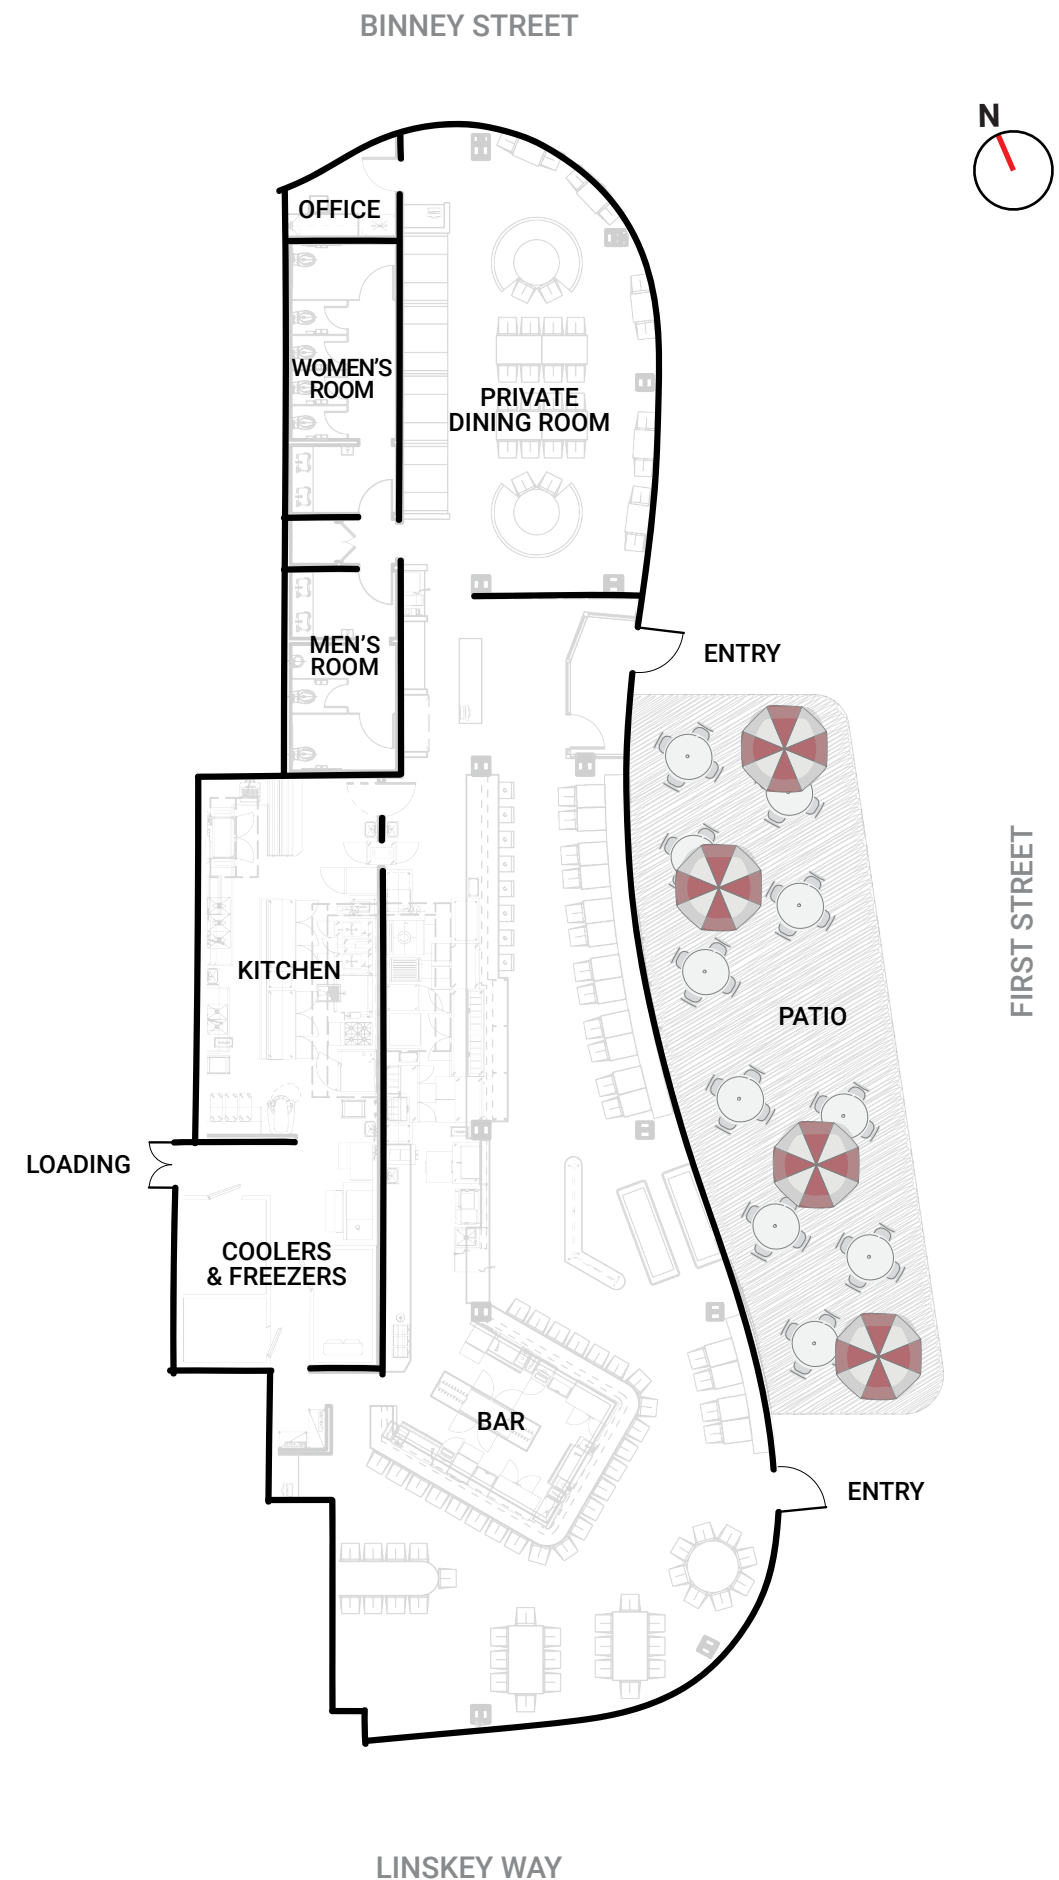 BINNEY STREET
N
OFFICE
WOMEN'S
ROOM
PRIVATE
DINING ROOM
MEN'S
ROOM
ENTRY
KITCHEN
PATIO
FIRST STREET
LOADING
COOLERS
& FREEZERS
BAR
ENTRY
LINSKEY WAY